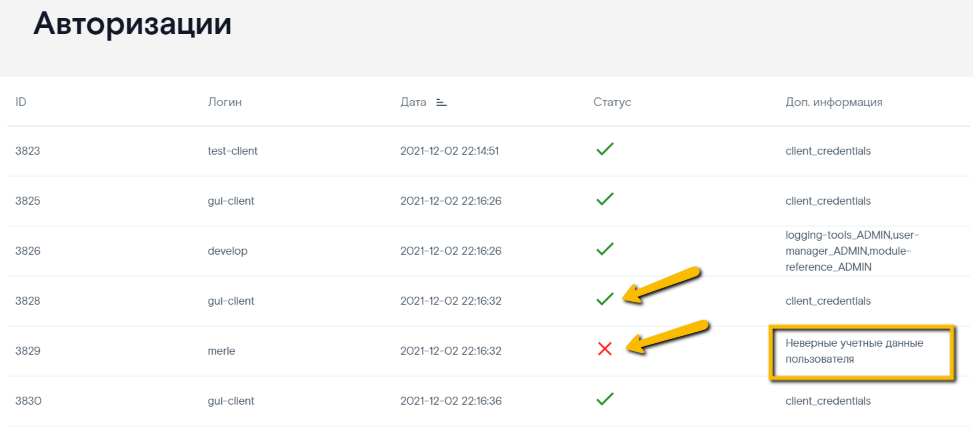 Авторизации
ID Логин Дата Статус Доп. информация
3823 test-client 2021-12-02 22:14:51 client_credentials
3825 gui-client 2021-12-02 22:16:26 client_credentials
3826 develop 2021-12-02 22:16:26 logging-tools_ADMIN,user-
manager_ADMIN,module-
reference_ADMIN
3828 gui-client 2021-12-02 22:16:32 client_credentials
3829 merle 2021-12-02 22:16:32 Неверные учетные данные
пользователя
3830 gui-client 2021-12-02 22:16:36 client_credentials